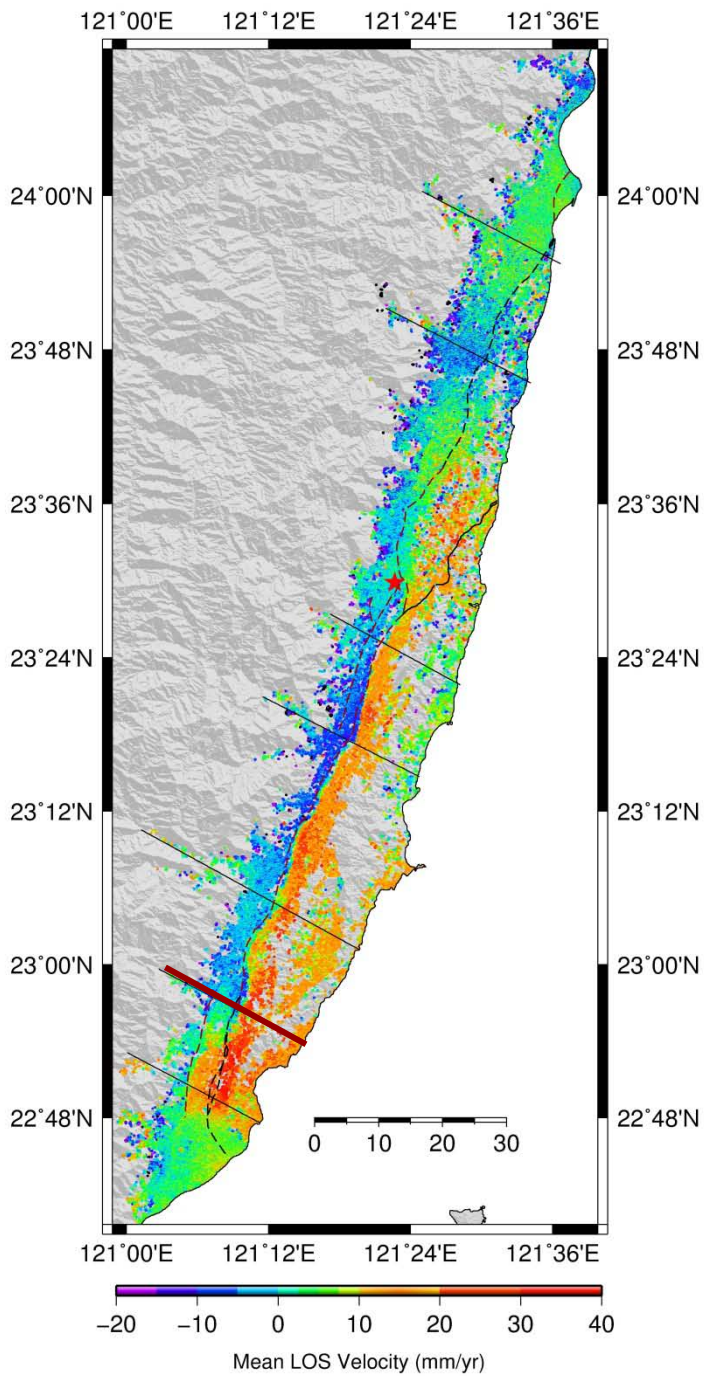 121˚00'E 121˚12'E 121˚24'E 121˚36'E
24˚00'N 24˚00'N
23˚48'N 23˚48'N
23˚36'N 23˚36'N
23˚24'N 23˚24'N
23˚12'N 23˚12'N
23˚00'N 23˚00'N
22˚48'N 22˚48'N
0 10 20 30
121˚00'E 121˚12'E 121˚24'E 121˚36'E
−20 −10 0 10 20 30 40
Mean LOS Velocity (mm/yr)